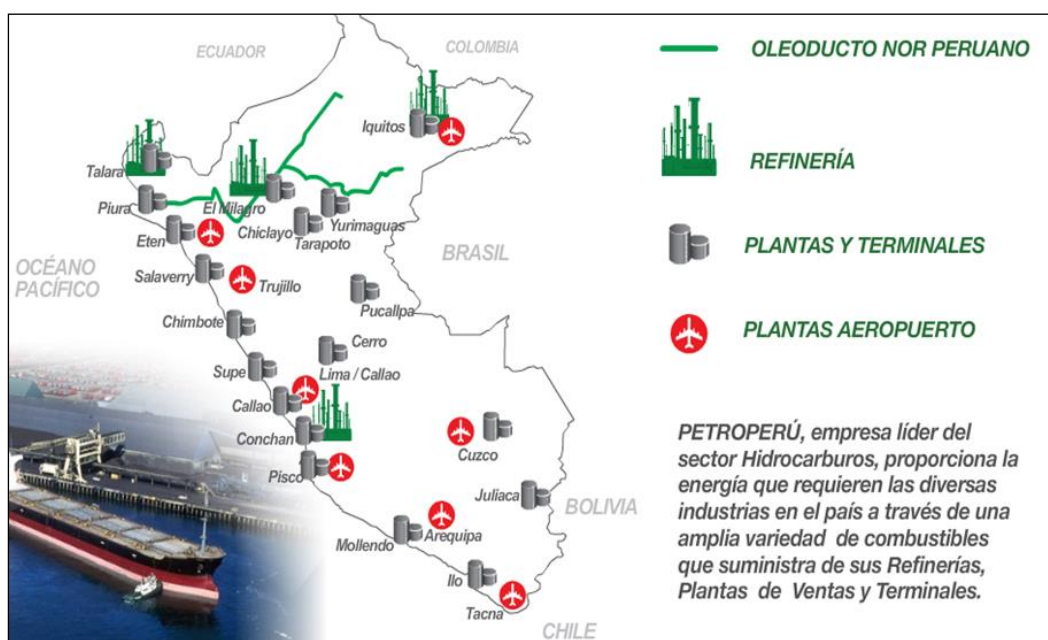 ECUADOR
COLOMBIA
Iquitos
Talara
Piura
El Milagro
Chiclayo
Yurimaguas
Tarapoto
Eten
BRASIL
OCÉANO
PACÍFICO
Salaverry
Trujillo
Pucallpa
Chimbote
Cerro
Supe
Lima / Callao
Callao
Conchan
Cuzco
Pisco
Juliaca
BOLIVIA
Mollendo
Arequipa
Ilo
Tacna
CHILE
OLEODUCTO NOR PERUANO
REFINERÍA
PLANTAS Y TERMINALES
PLANTAS AEROPUERTO
PETROPERÚ, empresa líder del
sector Hidrocarburos, proporciona la
energía que requieren las diversas
industrias en el país a través de una
amplia variedad de combustibles
que suministra de sus Refinerías,
Plantas de Ventas y Terminales.